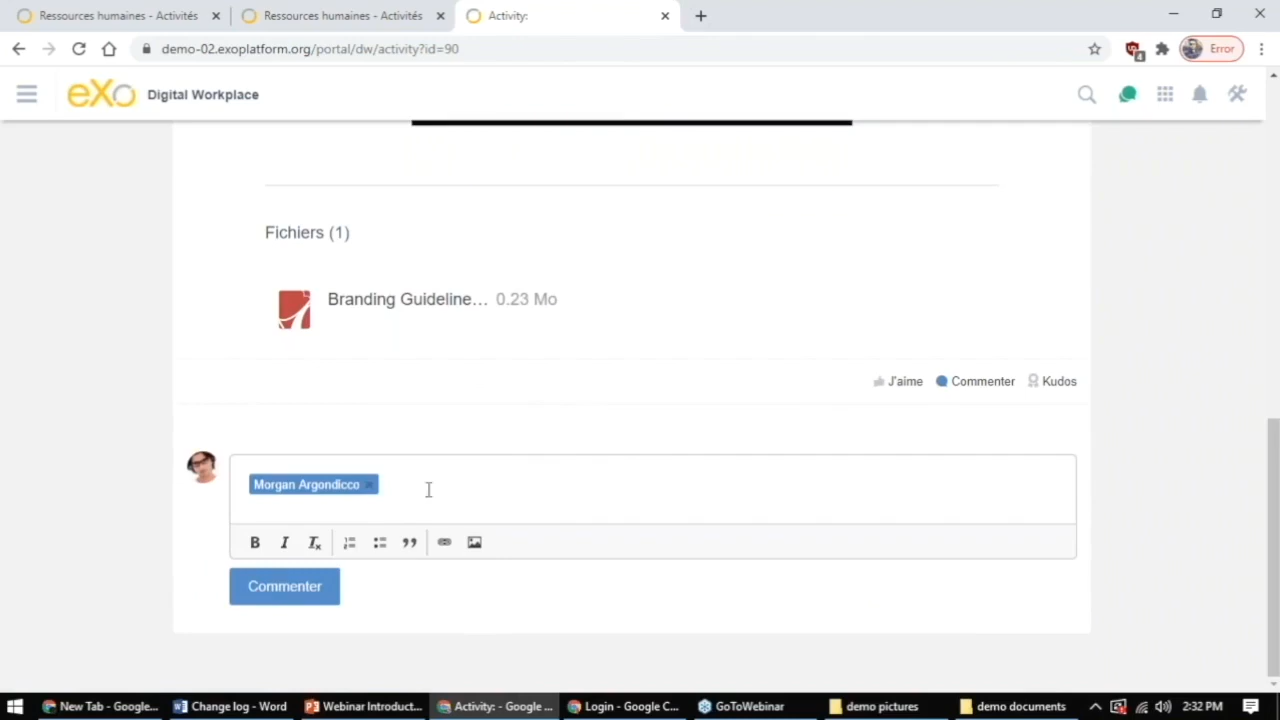 Ressources humaines - Activités
Ressources humaines - Activités
Activity:
demo-02.exoplatform.org/portal/dw/activity?id=90
4
Error
eXo
Digital Workplace
Fichiers (1)
Branding Guideline... 0.23 Mo
J'aime
Commenter
Kudos
Morgan Argondicco ×
B I Tx
Commenter
New Tab - Google...
Change log - Word
Webinar Introduct...
Activity: - Google ...
Login - Google C...
GoToWebinar
demo pictures
demo documents
2:32 PM